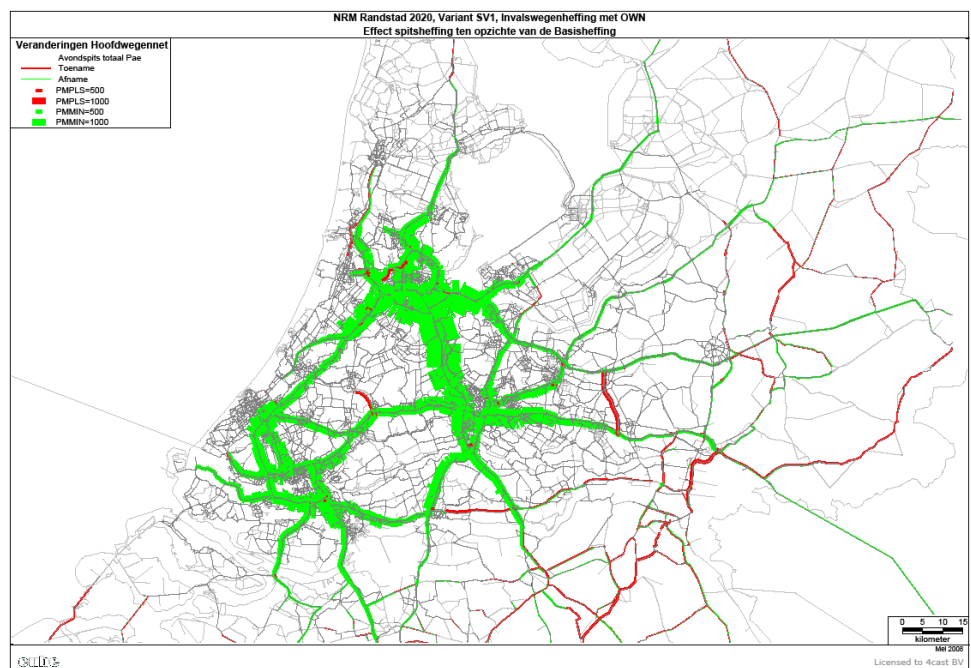 NRM Randstad 2020, Variant SV1, Invalswegenheffing met OWN
Effect spitsheffing ten opzichte van de Basisheffing
Veranderingen Hoofdwegennet
Avondspits totaal Pae
Toename
Afname
PMPLS=500
PMPLS=1000
PMMIN=500
PMMIN=1000
0 5 10 15
kilometer
Mei 2008
cube
Licensed to 4cast BV